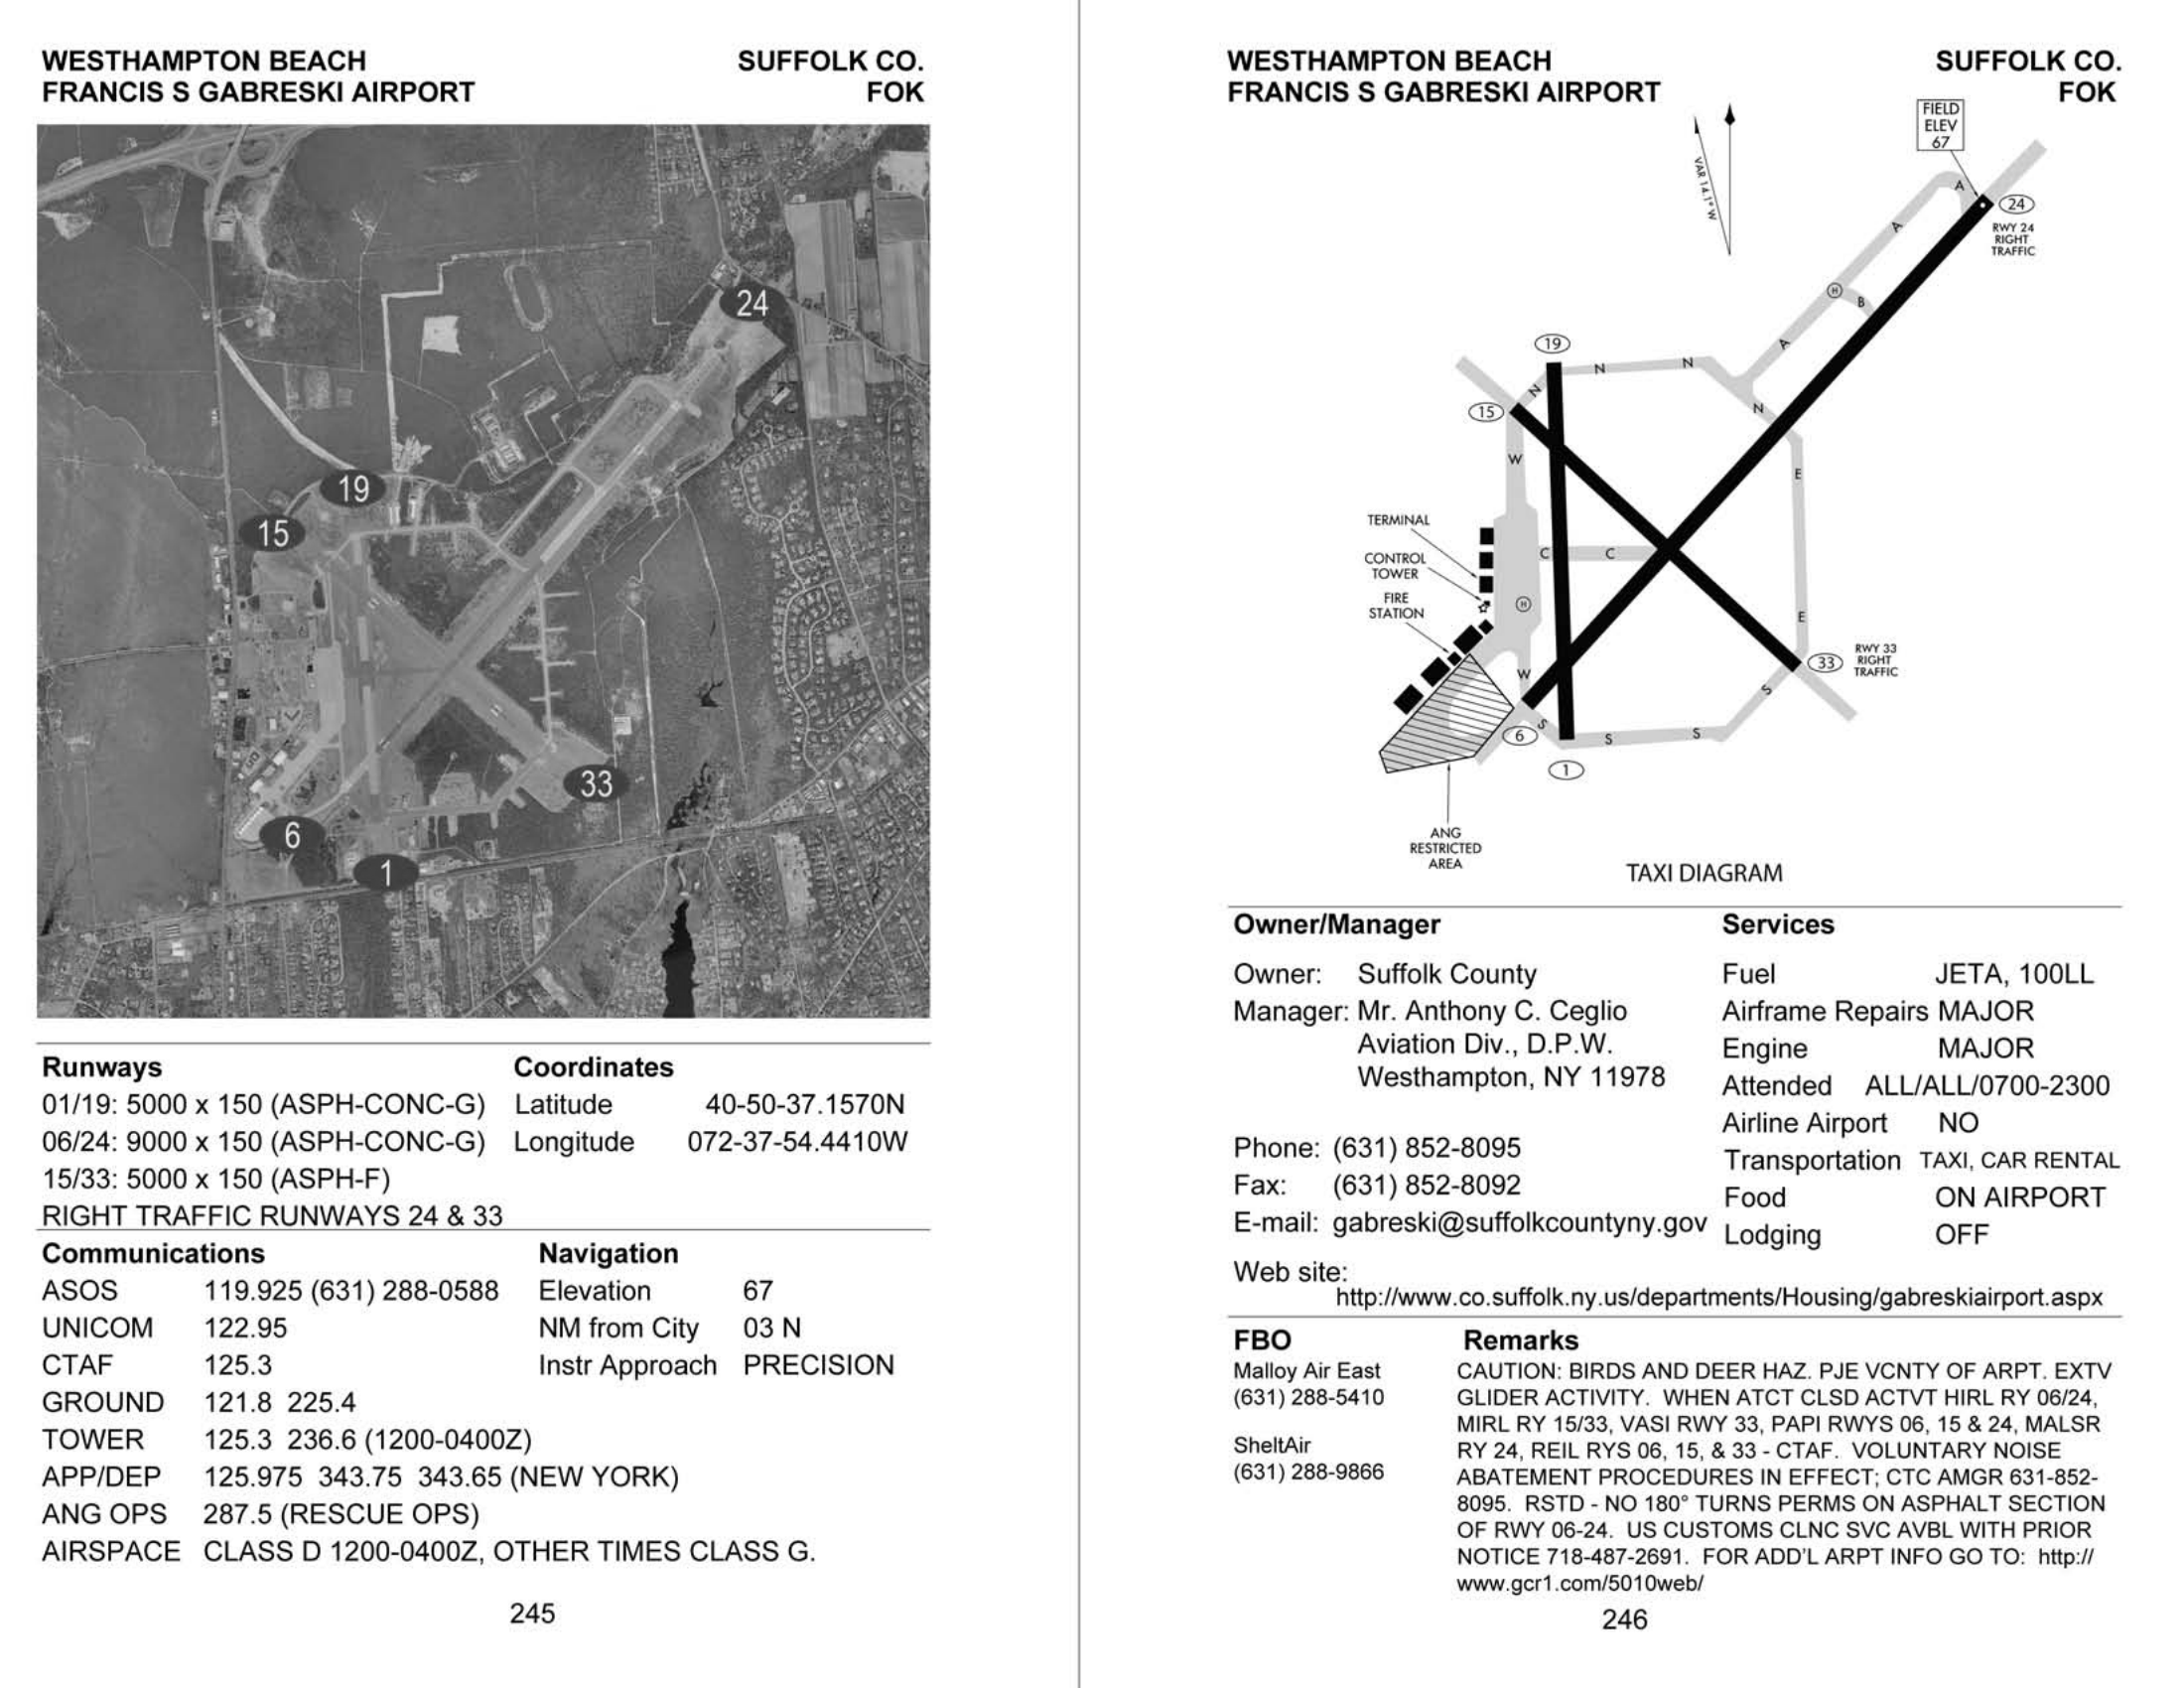 WESTHAMPTON BEACH SUFFOLK CO.
FRANCIS S GABRESKI AIRPORT FOK
24
19
15
33
6
1
Runways Coordinates
01/19: 5000 x 150 (ASPH-CONC-G) Latitude 40-50-37.1570N
06/24: 9000 x 150 (ASPH-CONC-G) Longitude 072-37-54.4410W
15/33: 5000 x 150 (ASPH-F)
RIGHT TRAFFIC RUNWAYS 24 & 33
Communications Navigation
ASOS 119.925 (631) 288-0588 Elevation 67
UNICOM 122.95 NM from City 03 N
CTAF 125.3 Instr Approach PRECISION
GROUND 121.8 225.4
TOWER 125.3 236.6 (1200-0400Z)
APP/DEP 125.975 343.75 343.65 (NEW YORK)
ANG OPS 287.5 (RESCUE OPS)
AIRSPACE CLASS D 1200-0400Z, OTHER TIMES CLASS G.
245
WESTHAMPTON BEACH SUFFOLK CO.
FRANCIS S GABRESKI AIRPORT FOK
FIELD
ELEV
67
VAR 14.1° W
A
24
RWY 24
RIGHT
TRAFFIC
A
H
B
A
19
N
N
N
15
N
W
E
TERMINAL
CONTROL
TOWER
C
C
FIRE
STATION
H
E
RWY 33
RIGHT
TRAFFIC
33
W
S
6
S
S
S
1
ANG
RESTRICTED
AREA
TAXI DIAGRAM
Owner/Manager Services
Owner: Suffolk County Fuel JETA, 100LL
Manager: Mr. Anthony C. Ceglio Airframe Repairs MAJOR
Aviation Div., D.P.W. Engine MAJOR
Westhampton, NY 11978 Attended ALL/ALL/0700-2300
Airline Airport NO
Phone: (631) 852-8095 Transportation TAXI, CAR RENTAL
Fax: (631) 852-8092 Food ON AIRPORT
E-mail: gabreski@suffolkcountyny.gov Lodging OFF
Web site:
http://www.co.suffolk.ny.us/departments/Housing/gabreskiairport.aspx
FBO
Malloy Air East
(631) 288-5410
SheltAir
(631) 288-9866
Remarks
CAUTION: BIRDS AND DEER HAZ. PJE VCNTY OF ARPT. EXTV
GLIDER ACTIVITY. WHEN ATCT CLSD ACTVT HIRL RY 06/24,
MIRL RY 15/33, VASI RWY 33, PAPI RWYS 06, 15 & 24, MALSR
RY 24, REIL RYS 06, 15, & 33 - CTAF. VOLUNTARY NOISE
ABATEMENT PROCEDURES IN EFFECT; CTC AMGR 631-852-
8095. RSTD - NO 180° TURNS PERMS ON ASPHALT SECTION
OF RWY 06-24. US CUSTOMS CLNC SVC AVBL WITH PRIOR
NOTICE 718-487-2691. FOR ADD'L ARPT INFO GO TO: http://
www.gcr1.com/5010web/
246